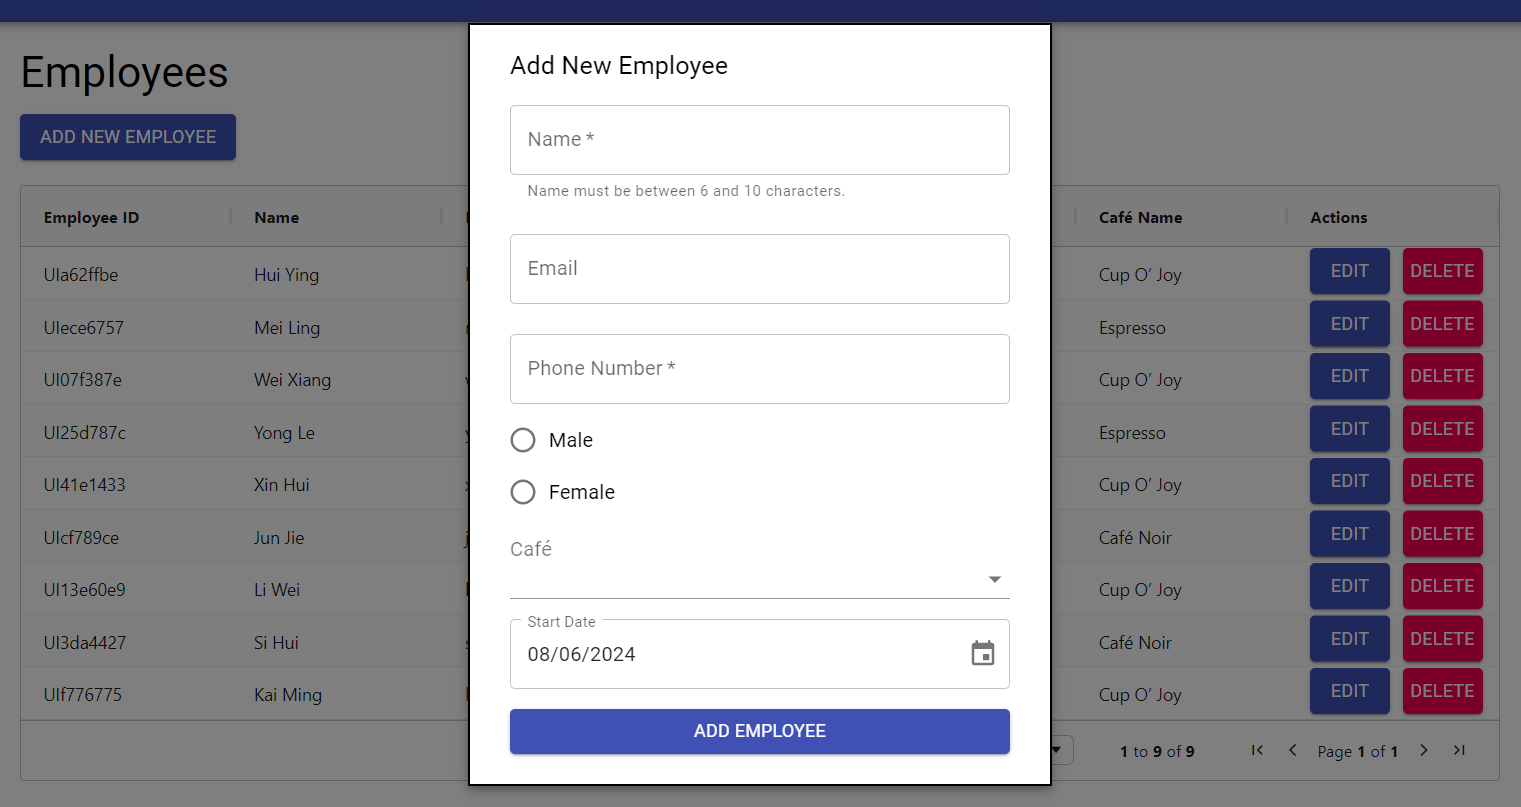 Employees
ADD NEW EMPLOYEE
Employee ID Name Café Name Actions
UIa62ffbe Hui Ying Cup O’ Joy EDIT DELETE
UIece6757 Mei Ling Espresso EDIT DELETE
UI07f387e Wei Xiang Cup O’ Joy EDIT DELETE
UI25d787c Yong Le Espresso EDIT DELETE
UI41e1433 Xin Hui Cup O’ Joy EDIT DELETE
UIcf789ce Jun Jie Café Noir EDIT DELETE
UI13e60e9 Li Wei Cup O’ Joy EDIT DELETE
UI3da4427 Si Hui Café Noir EDIT DELETE
UIf776775 Kai Ming Cup O’ Joy EDIT DELETE
1 to 9 of 9 Page 1 of 1
Add New Employee
Name *
Name must be between 6 and 10 characters.
Email
Phone Number *
Male
Female
Café
Start Date
08/06/2024
ADD EMPLOYEE